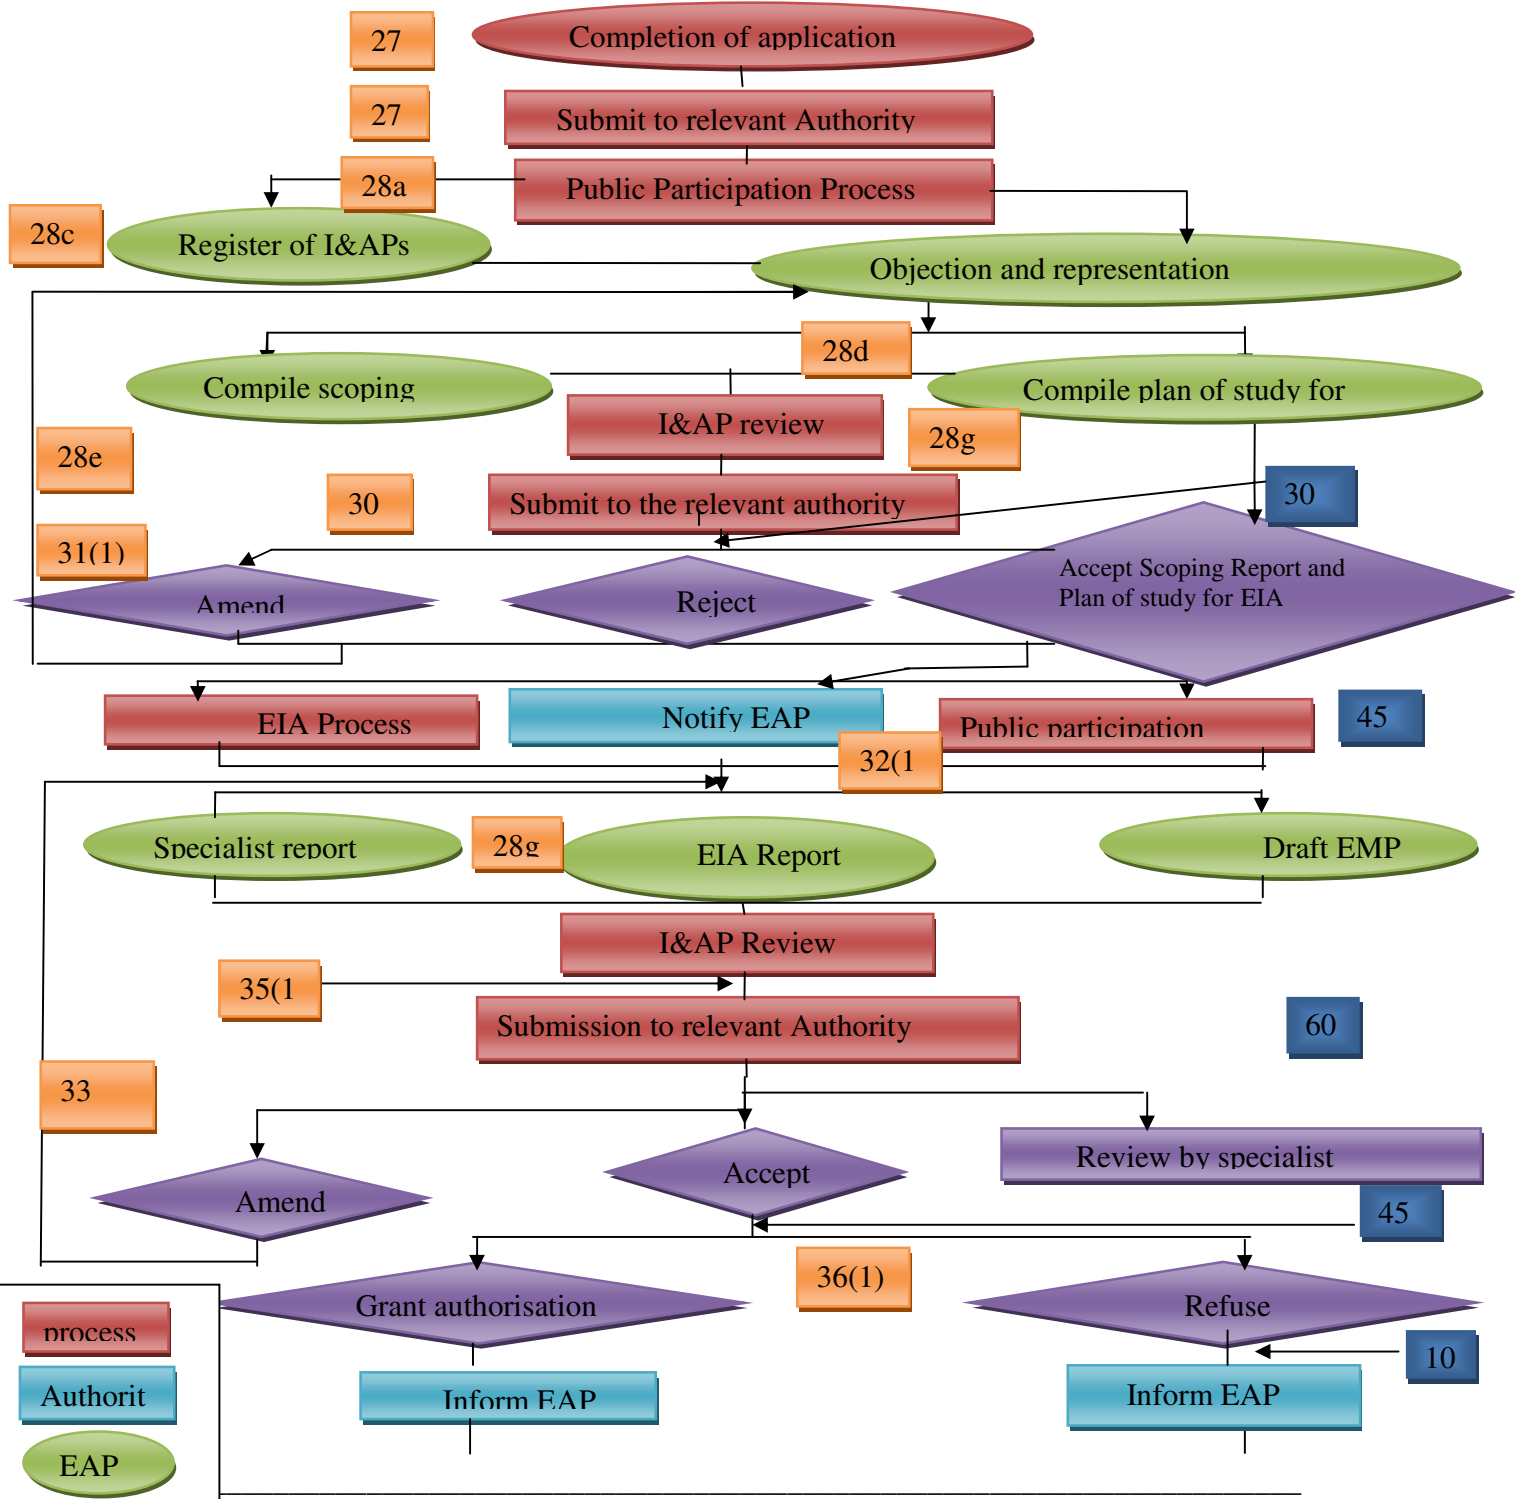 27
Completion of application
27
Submit to relevant Authority
28a
Public Participation Process
28c
Register of I&APs
Objection and representation
28d
Compile scoping
Compile plan of study for
I&AP review
28g
28e
30
Submit to the relevant authority
30
31(1)
Accept Scoping Report and
Plan of study for EIA
Amend
Reject
EIA Process
Notify EAP
Public participation
45
32(1
Specialist report
28g
EIA Report
Draft EMP
I&AP Review
35(1
Submission to relevant Authority
60
33
Amend
Accept
Review by specialist
45
36(1)
Grant authorisation
Refuse
process
10
Authorit
Inform EAP
Inform EAP
EAP